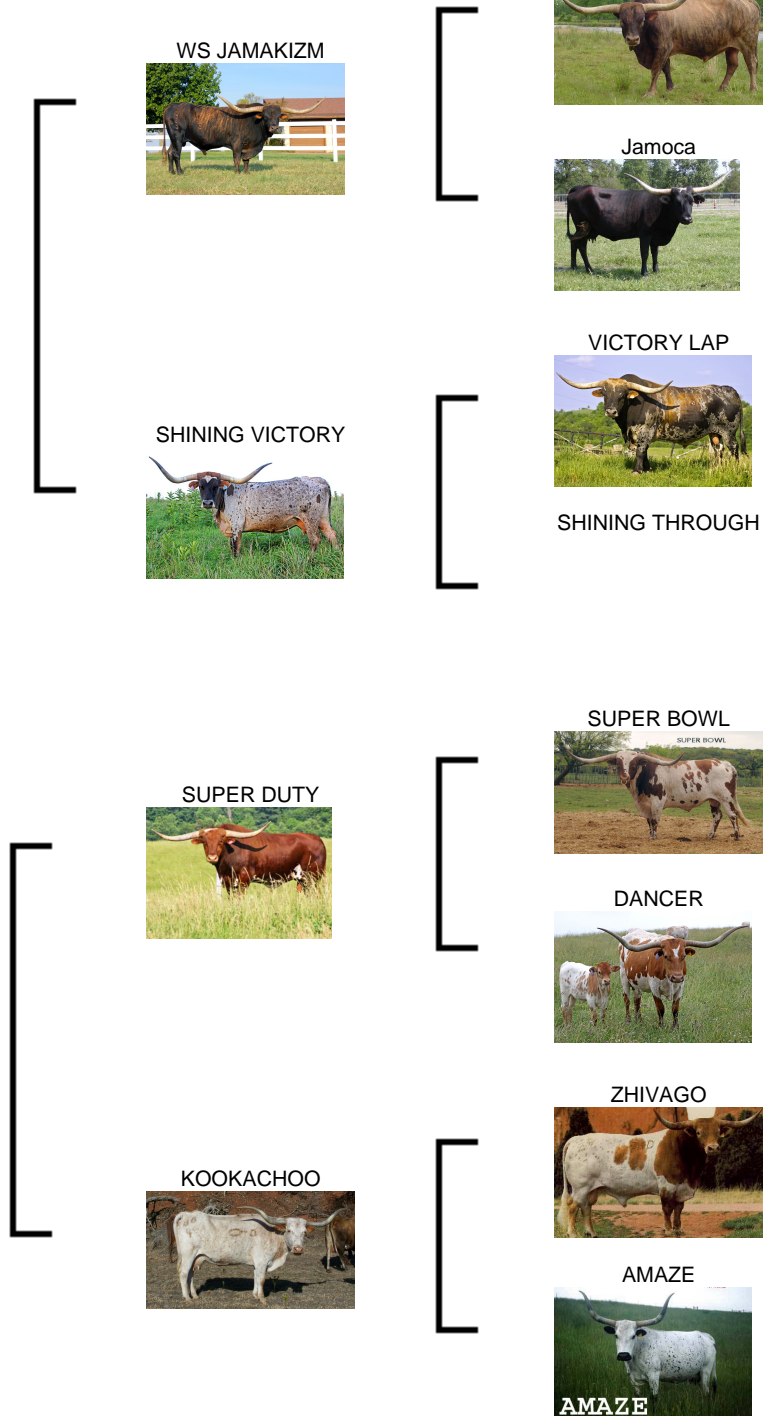 WS JAMAKIZM
Jamoca
VICTORY LAP
SHINING VICTORY
SHINING THROUGH
SUPER BOWL
SUPER BOWL
SUPER DUTY
DANCER
ZHIVAGO
KOOKACHOO
AMAZE
AMAZE